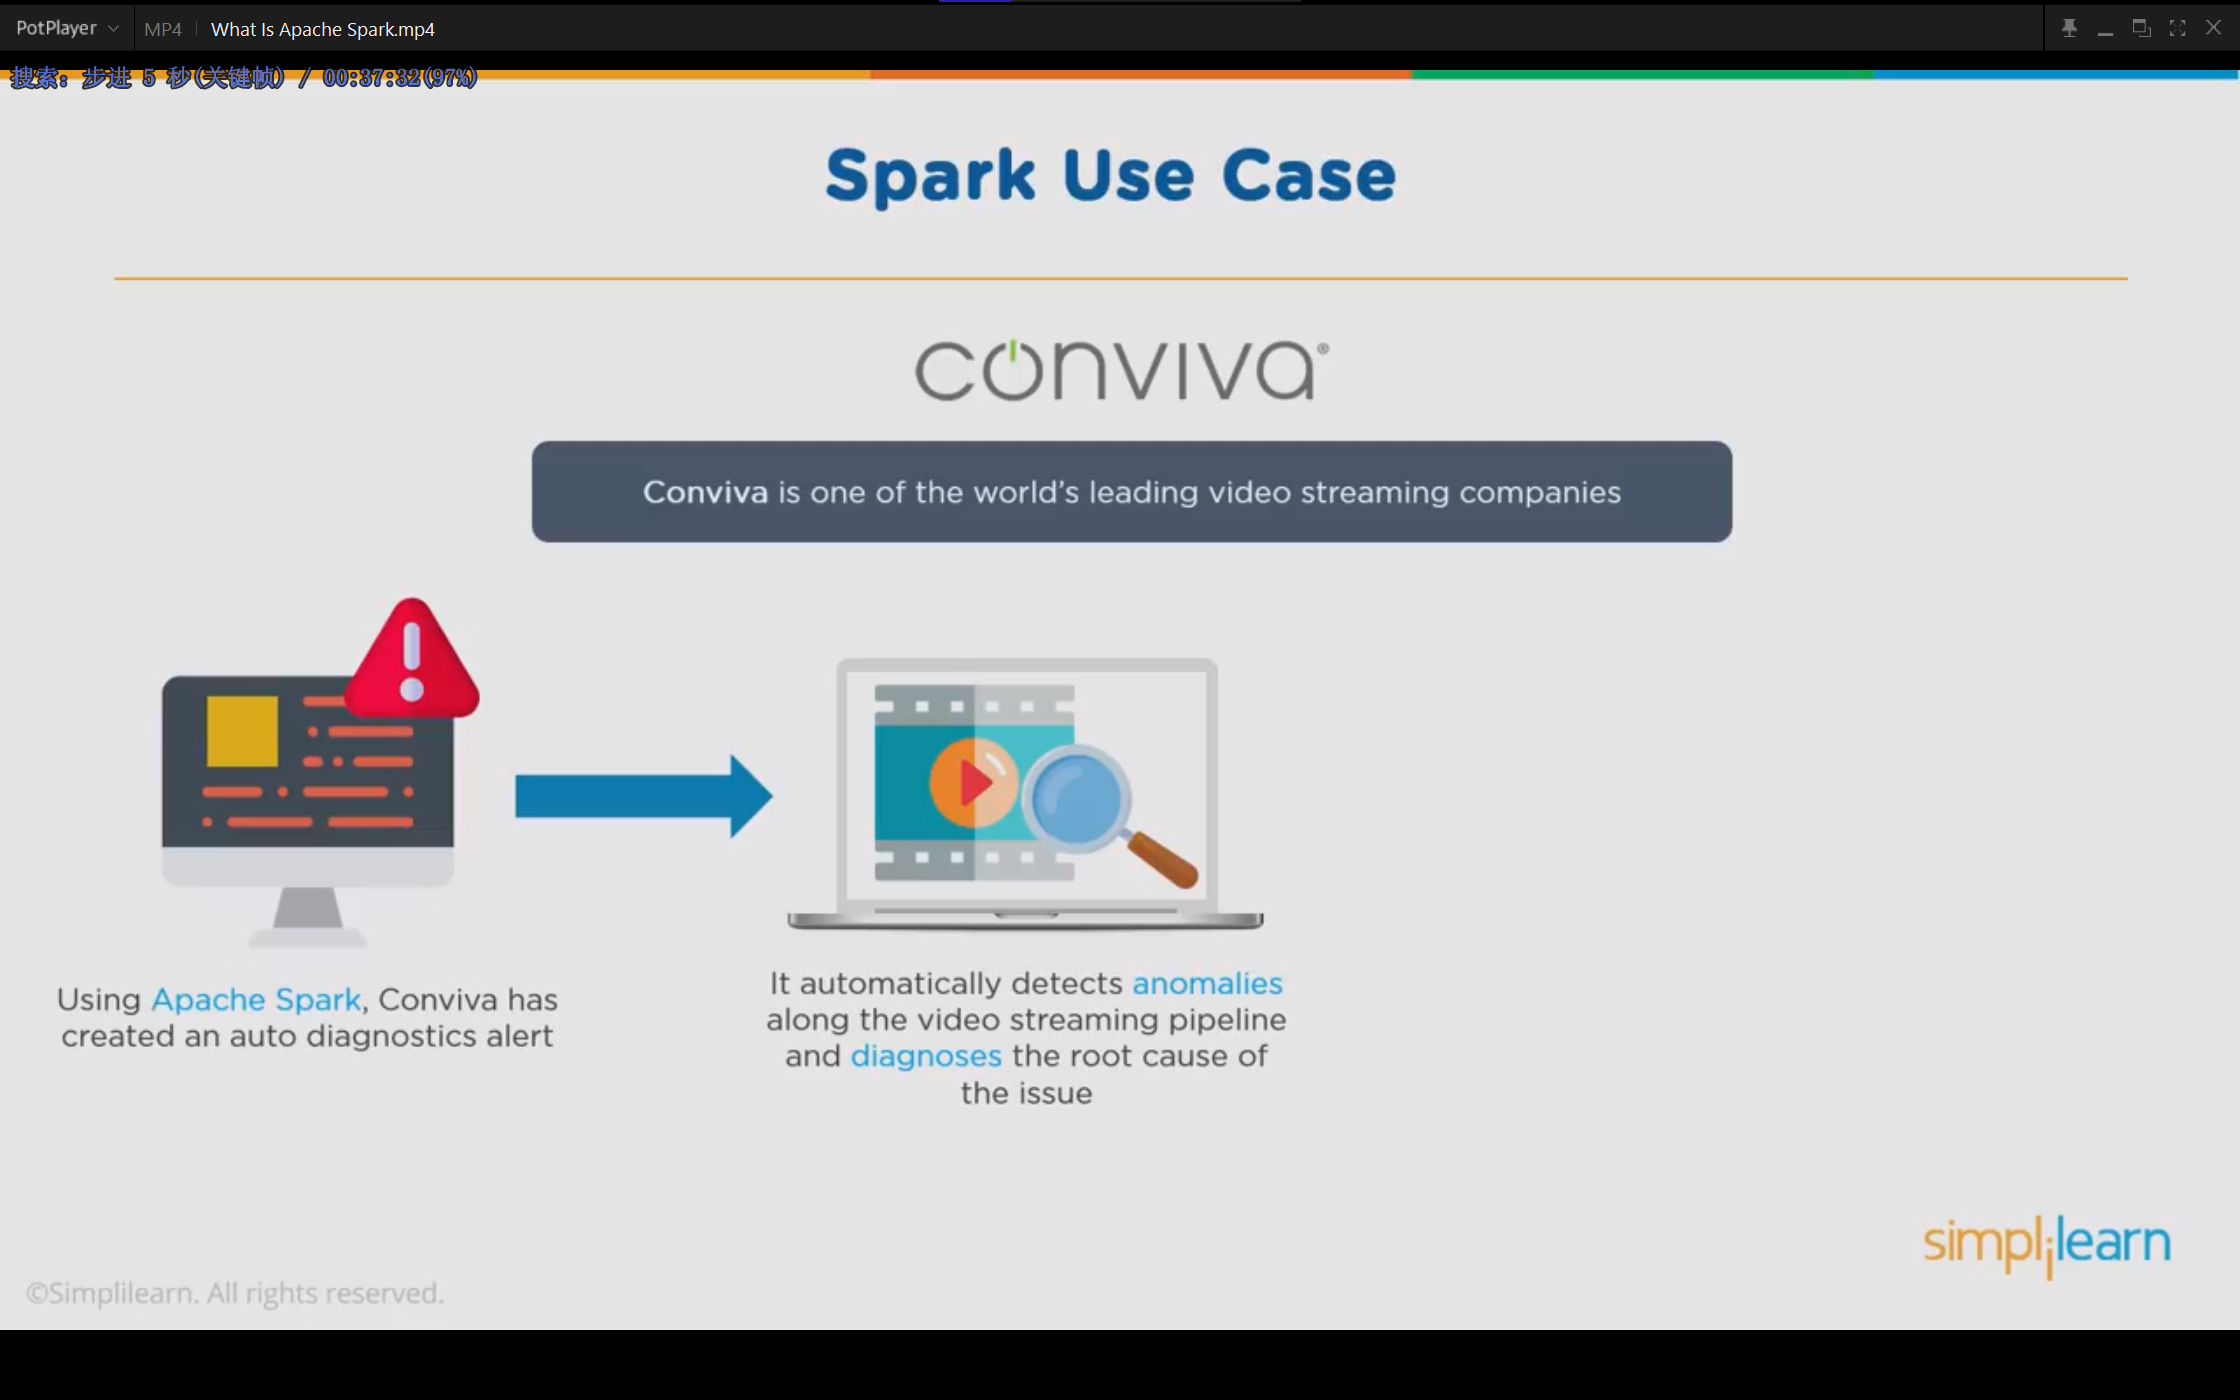 PotPlayer MP4 What Is Apache Spark.mp4
搜索: 步进 5 秒(关键帧) / 00:37:32(97%)
Spark Use Case
conviva®
Conviva is one of the world's leading video streaming companies
Using Apache Spark, Conviva has
created an auto diagnostics alert
It automatically detects anomalies
along the video streaming pipeline
and diagnoses the root cause of
the issue
simplilearn
©Simplilearn. All rights reserved.